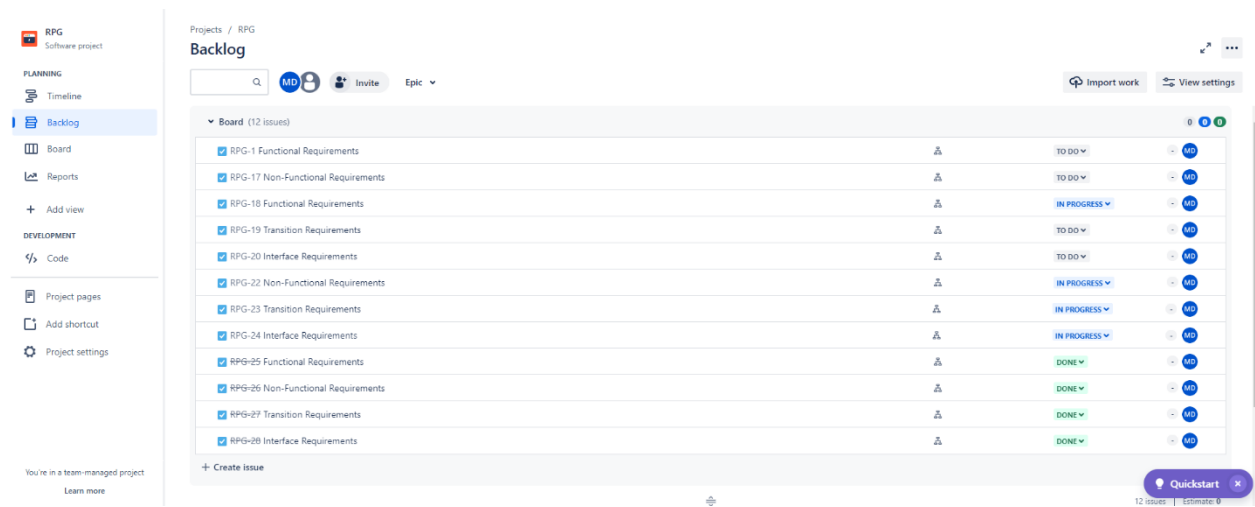 RPG
Software project
PLANNING
Timeline
Backlog
Board
Reports
Add view
DEVELOPMENT
Code
Project pages
Add shortcut
Project settings
You're in a team-managed project
Learn more
Projects / RPG
Backlog
MD Invite Epic Import work View settings
Board (12 issues) 0 0 0
RPG-1 Functional Requirements TO DO - MD
RPG-17 Non-Functional Requirements TO DO - MD
RPG-18 Functional Requirements IN PROGRESS - MD
RPG-19 Transition Requirements TO DO - MD
RPG-20 Interface Requirements TO DO - MD
RPG-22 Non-Functional Requirements IN PROGRESS - MD
RPG-23 Transition Requirements IN PROGRESS - MD
RPG-24 Interface Requirements IN PROGRESS - MD
RPG-25 Functional Requirements DONE - MD
RPG-26 Non-Functional Requirements DONE - MD
RPG-27 Transition Requirements DONE - MD
RPG-28 Interface Requirements DONE - MD
+ Create issue
Quickstart ×
12 issues | Estimate: 0